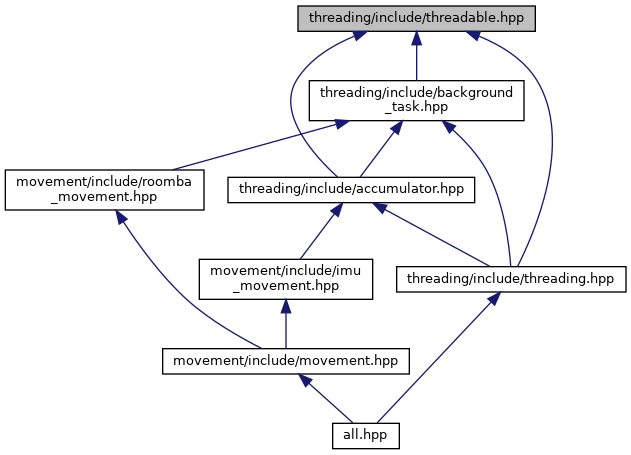 threading/include/threadable.hpp
threading/include/background
_task.hpp
movement/include/roomba
_movement.hpp
threading/include/accumulator.hpp
movement/include/imu
_movement.hpp
threading/include/threading.hpp
movement/include/movement.hpp
all.hpp